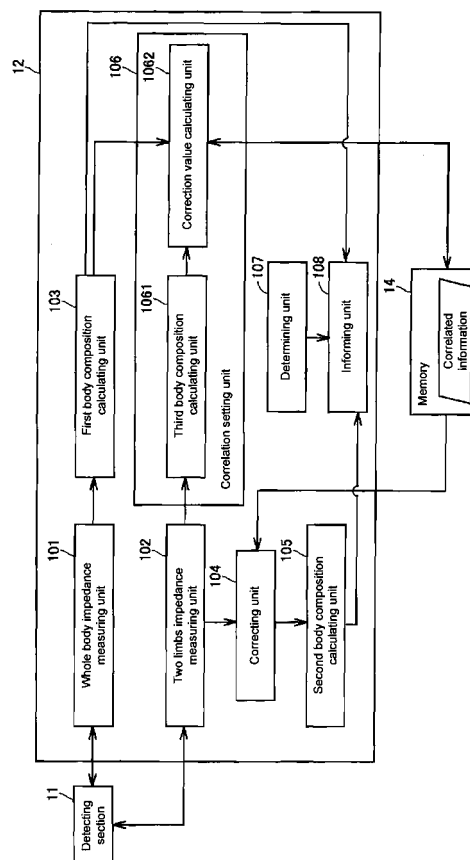 12
11
Detecting
section
101
Whole body impedance
measuring unit
103
First body composition
calculating unit
106
1062
Correction value calculating unit
102
Two limbs impedance
measuring unit
1061
Third body composition
calculating unit
Correlation setting unit
104
Correcting unit
107
Determining unit
105
Second body composition
calculating unit
108
Informing unit
14
Memory
Correlated
information